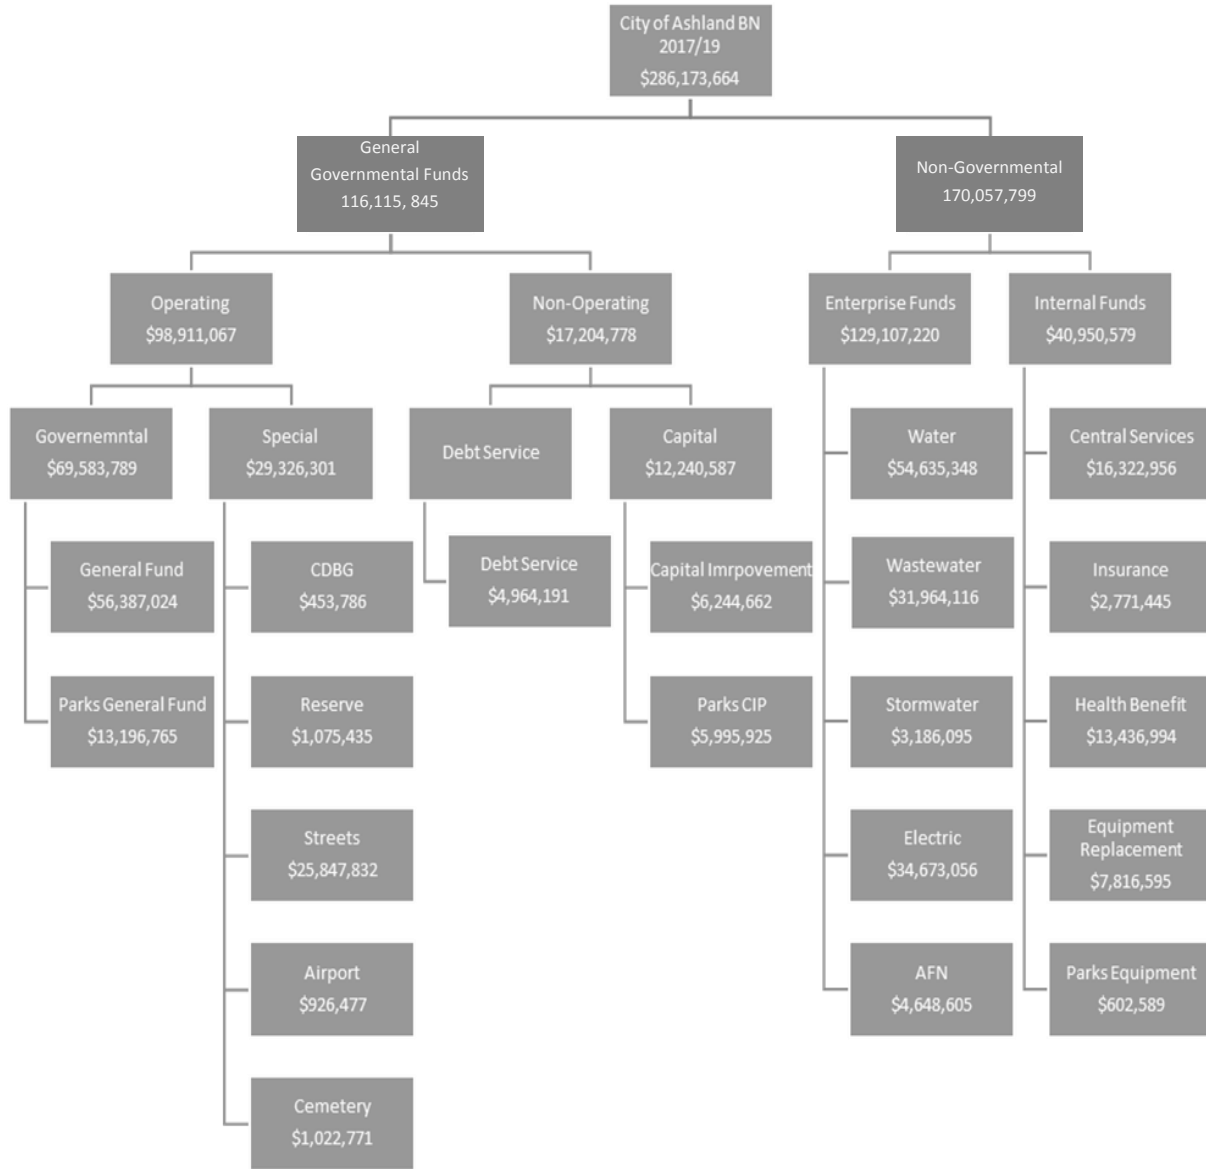 City of Ashland BN
2017/19
$286,173,664
General
Governmental Funds
116,115, 845
Non-Governmental
170,057,799
Operating
$98,911,067
Non-Operating
$17,204,778
Enterprise Funds
$129,107,220
Internal Funds
$40,950,579
Governemntal
$69,583,789
Special
$29,326,301
Debt Service
Capital
$12,240,587
Water
$54,635,348
Central Services
$16,322,956
General Fund
$56,387,024
CDBG
$453,786
Debt Service
$4,964,191
Capital Imrpovement
$6,244,662
Wastewater
$31,964,116
Insurance
$2,771,445
Parks General Fund
$13,196,765
Reserve
$1,075,435
Parks CIP
$5,995,925
Stormwater
$3,186,095
Health Benefit
$13,436,994
Streets
$25,847,832
Electric
$34,673,056
Equipment
Replacement
$7,816,595
Airport
$926,477
AFN
$4,648,605
Parks Equipment
$602,589
Cemetery
$1,022,771